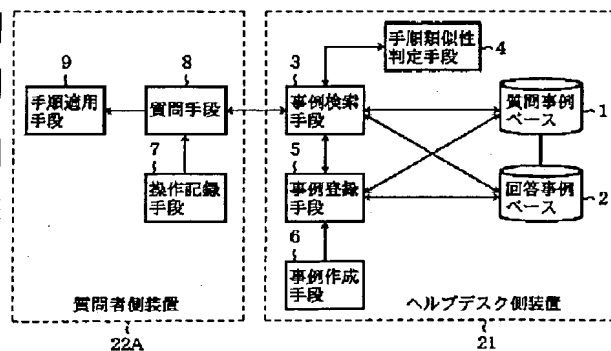 手順類似性
判定手段
4
9
8
3
手順適用
手段
質問手段
事例検索
手段
質問事例
ベース
1
7
5
操作記録
手段
事例登録
手段
回答事例
ベース
2
6
事例作成
手段
質問者側装置
ヘルプデスク側装置
22A
21